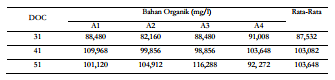 DOC Bahan Organik (mg/l) Rata-Rata
A1 A2 A3 A4
31 88,480 82,160 88,480 91,008 87,532
41 109,968 99,856 98,856 103,648 103,082
51 101,120 104,912 116,288 92, 272 103,648